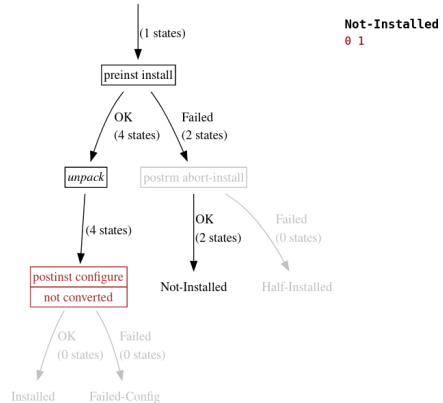 (1 states)
Not-Installed
0 1
preinst install
OK
(4 states)
Failed
(2 states)
unpack
postrm abort-install
(4 states)
OK
(2 states)
Failed
(0 states)
postinst configure
not converted
Not-Installed
Half-Installed
OK
(0 states)
Failed
(0 states)
Installed
Failed-Config